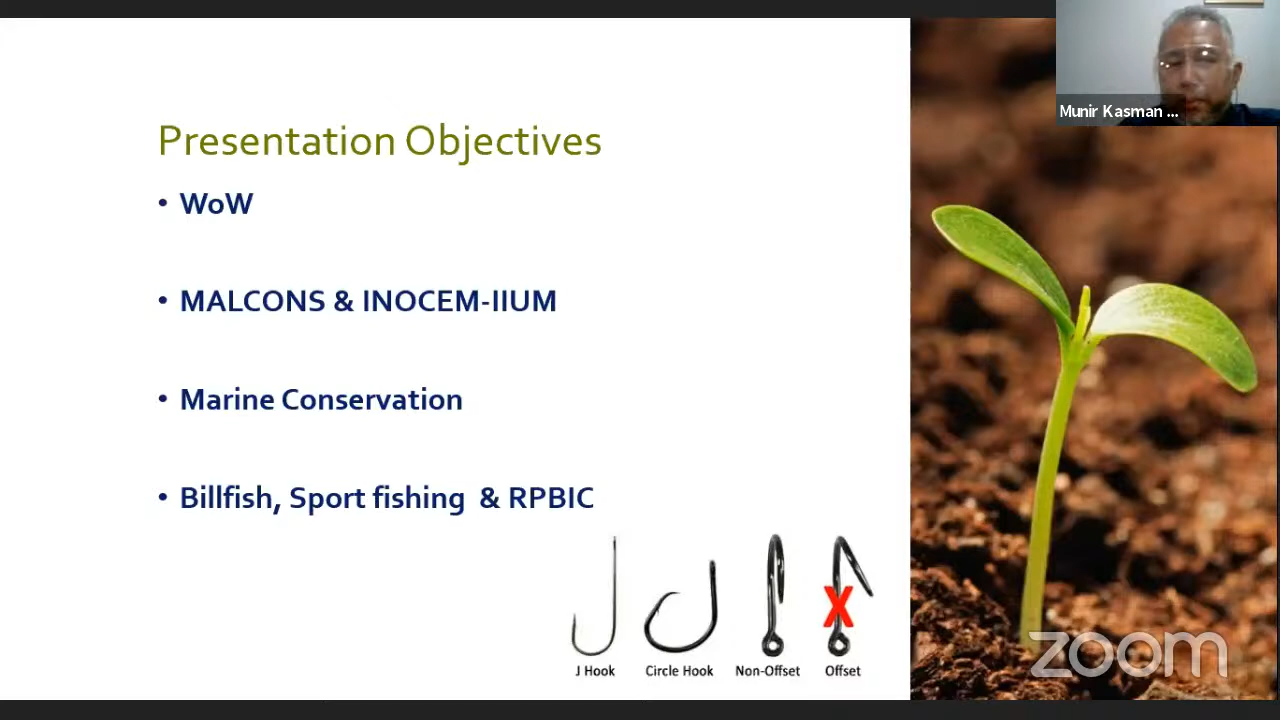 Munir Kasman ...
Presentation Objectives
• WoW
• MALCONS & INOCEM-IIUM
• Marine Conservation
• Billfish, Sport fishing & RPBIC
X
J Hook
Circle Hook
Non-Offset
Offset
zoom